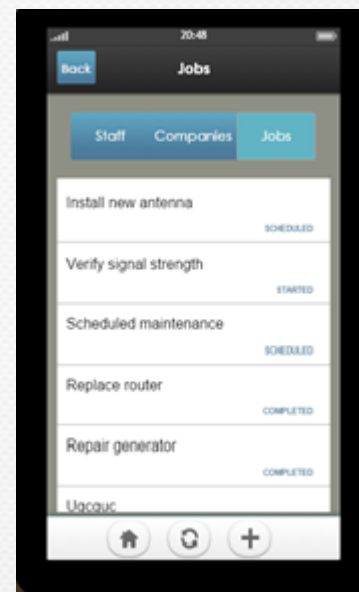 20:48
Back Jobs
Staff Companies Jobs
Install new antenna
SCHEDULED
Verify signal strength
STARTED
Scheduled maintenance
SCHEDULED
Replace router
COMPLETED
Repair generator
COMPLETED